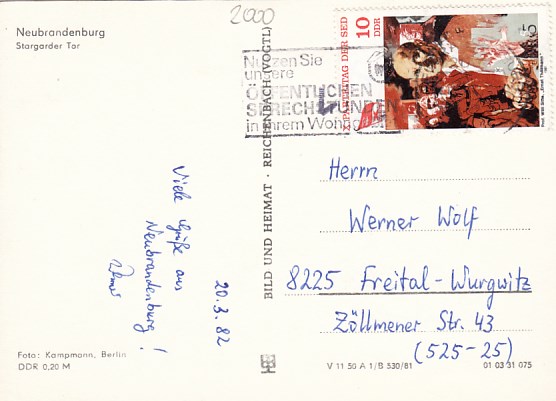 2000
Neubrandenburg
Stargarder Tor
Nutzen Sie
unsere
ÖFFENTLICHEN
SPRECHSTUNDEN
in Ihrem
X. PARTEITAG DER SED
10
DDR
BILD UND HEIMAT · REICHENBACH (VOGTL)
Viele Grüße aus
Neubrandenburg!
20.3.82
Herrn
Werner Wolf
8225 Freital-Wurgwitz
Zöllmener Str. 43
(525-25)
Foto: Kampmann, Berlin
DDR 0,20 M
V 11 50 A 1/B 530/81
01 03 31 075